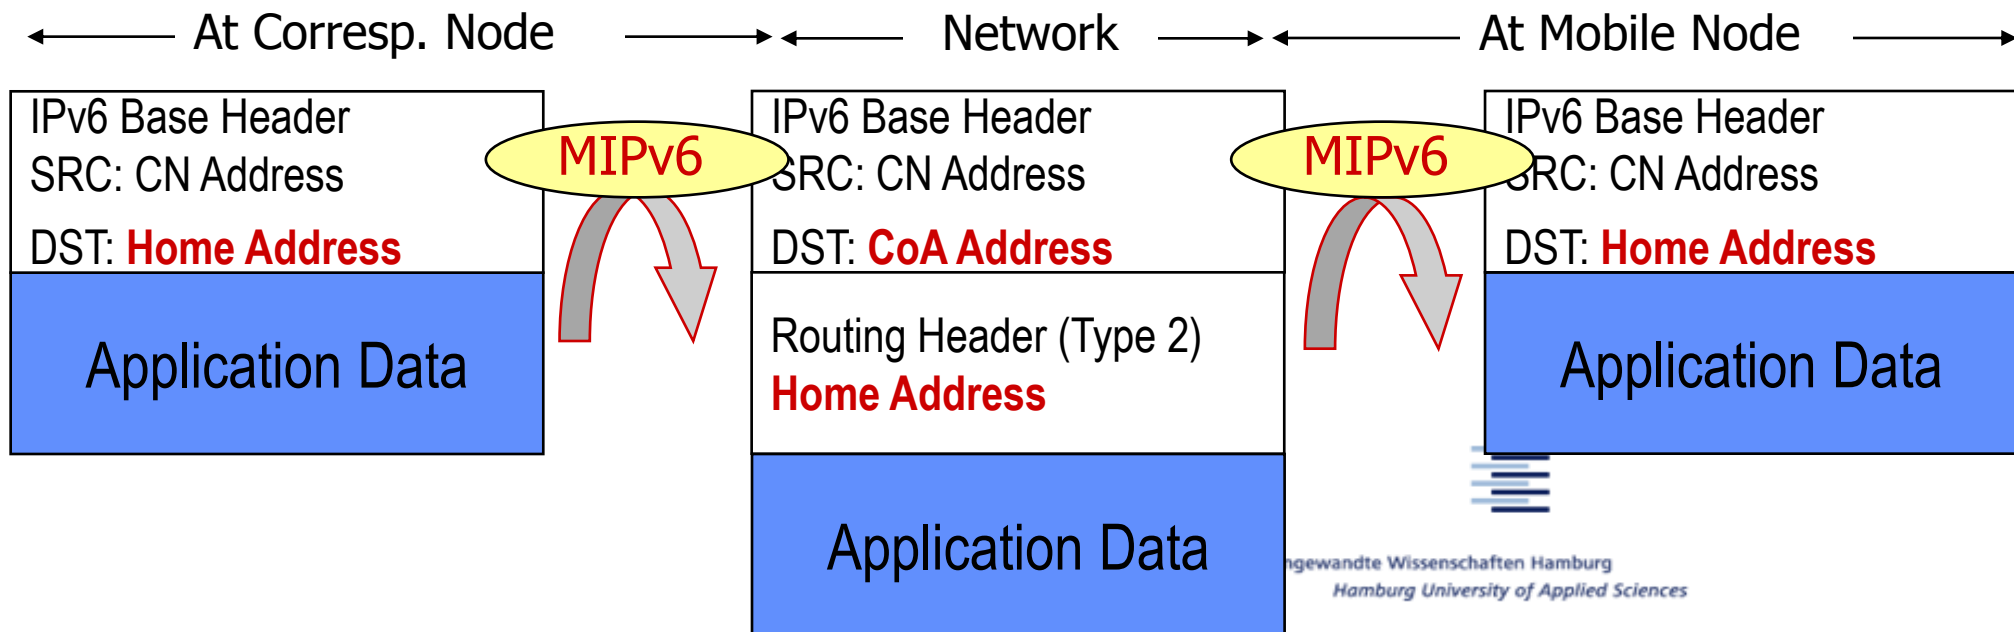 At Corresp. Node
Network
At Mobile Node
IPv6 Base Header
SRC: CN Address
DST: Home Address
Application Data
MIPv6
IPv6 Base Header
SRC: CN Address
DST: CoA Address
Routing Header (Type 2)
Home Address
Application Data
MIPv6
IPv6 Base Header
SRC: CN Address
DST: Home Address
Application Data
Wissenschaften Hamburg
Hamburg University of Applied Sciences